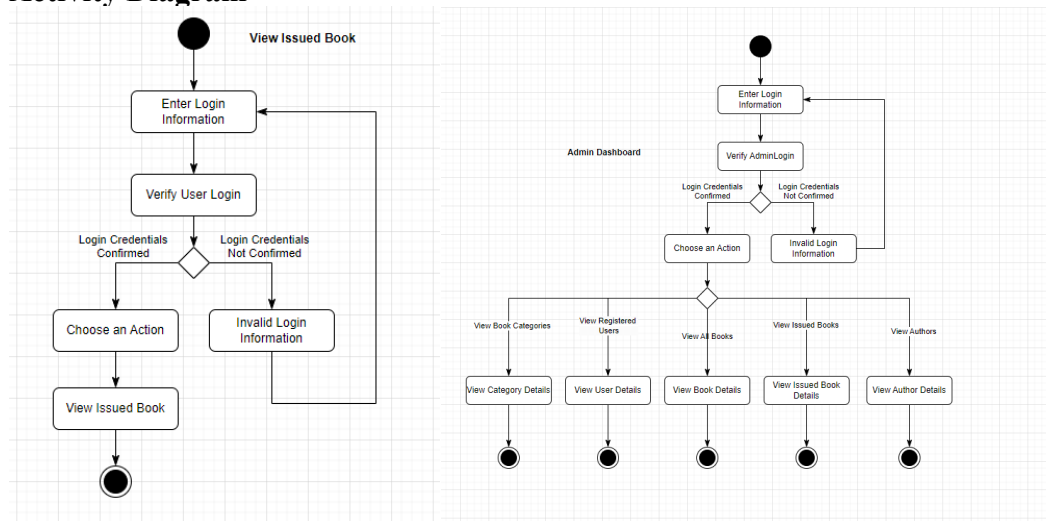 Activity Diagram
View Issued Book
Enter Login
Information
Verify User Login
Login Credentials
Confirmed
Login Credentials
Not Confirmed
Choose an Action
Invalid Login
Information
View Issued Book
Enter Login
Information
Admin Dashboard
Verify AdminLogin
Login Credentials
Confirmed
Login Credentials
Not Confirmed
Choose an Action
Invalid Login
Information
View Book Categories
View Registered
Users
View All Books
View Issued Books
View Authors
View Category Details
View User Details
View Book Details
View Issued Book
Details
View Author Details